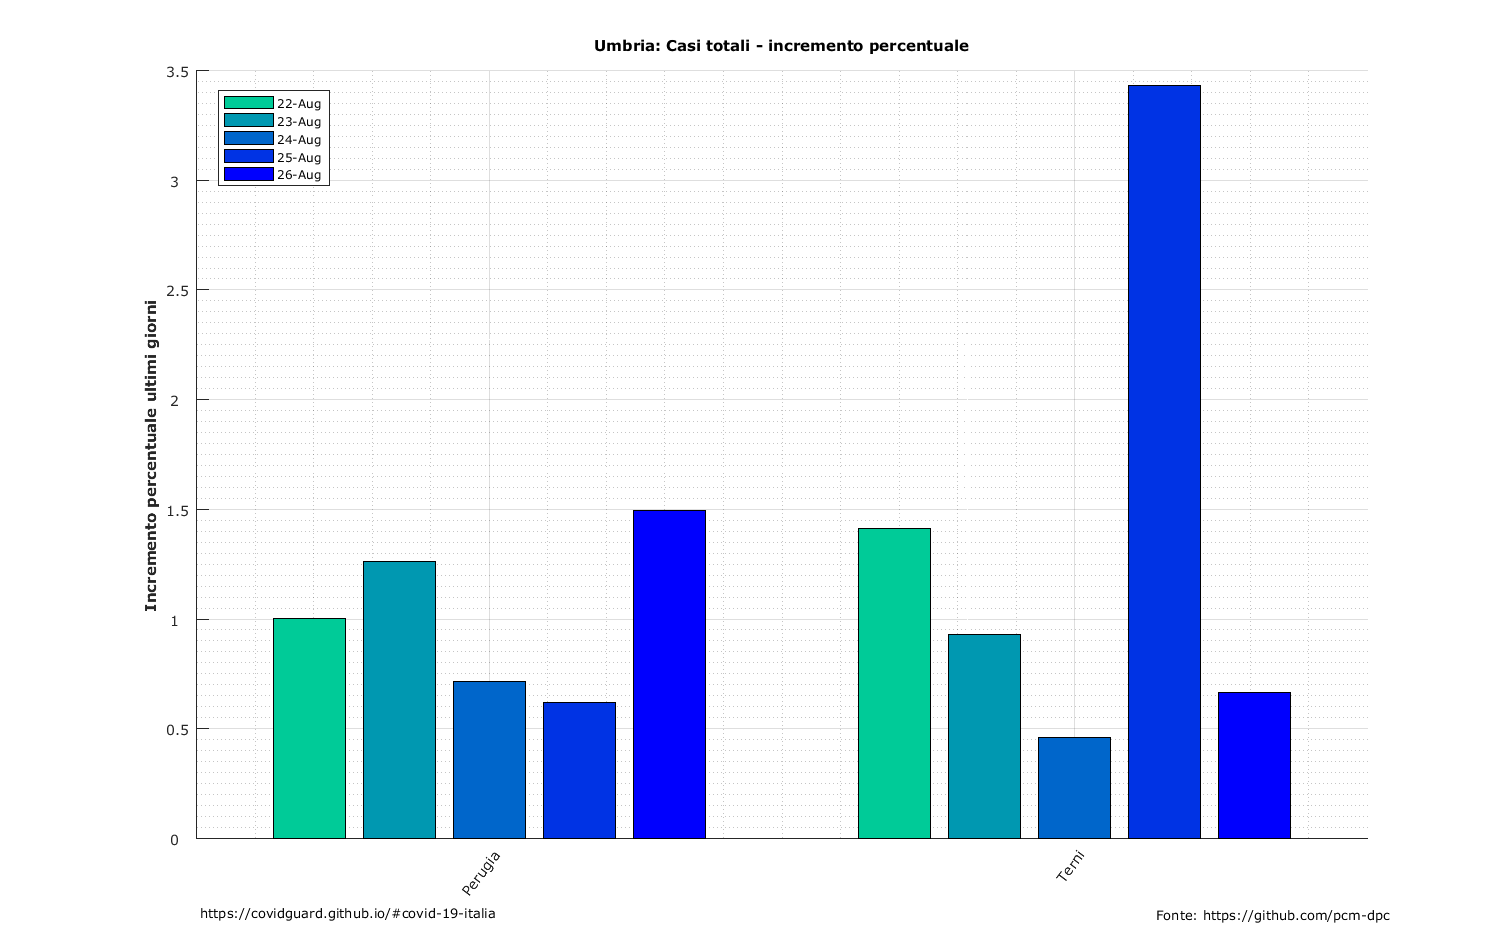 Umbria: Casi totali - incremento percentuale
22-Aug
23-Aug
24-Aug
25-Aug
26-Aug
Incremento percentuale ultimi giorni
3.5
3
2.5
2
1.5
1
0.5
0
Perugia
Terni
https://covidguard.github.io/#covid-19-italia
Fonte: https://github.com/pcm-dpc